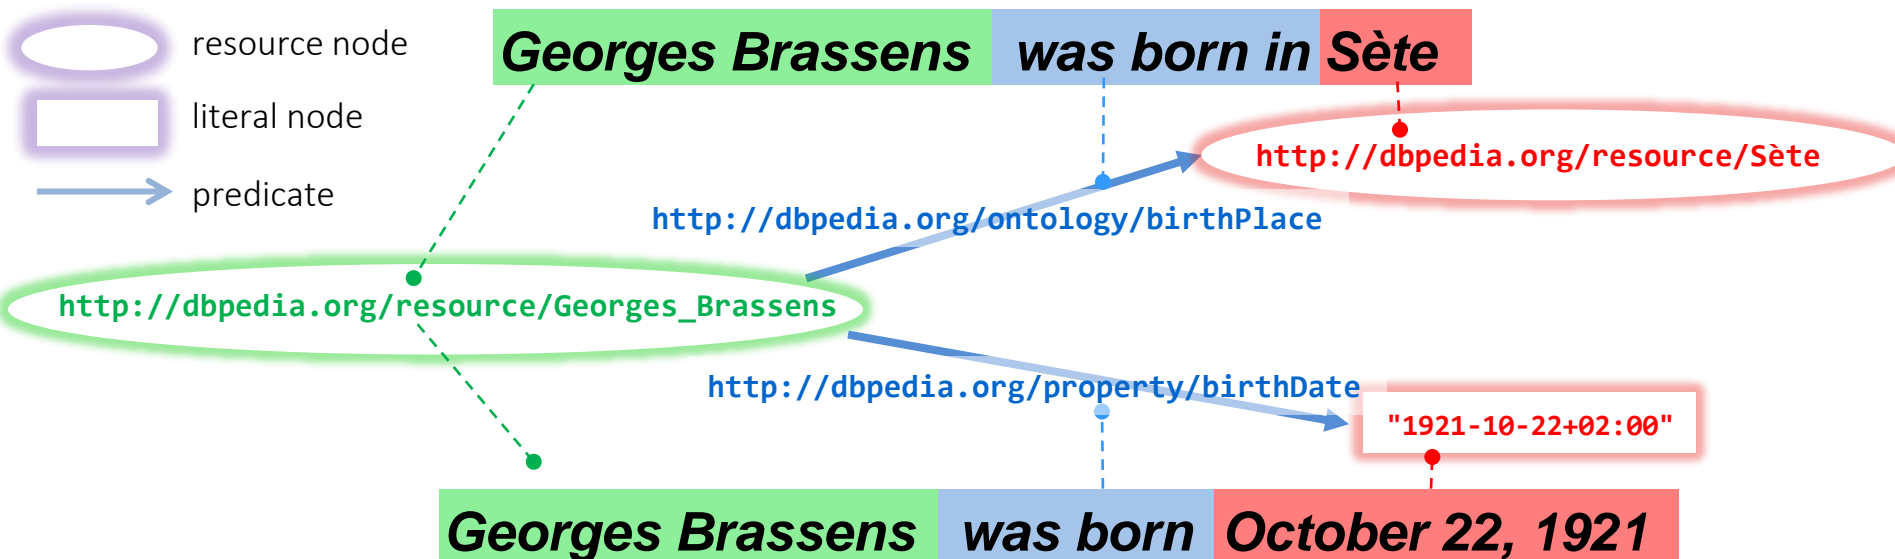 resource node
Georges Brassens was born in Sète
literal node
http://dbpedia.org/resource/Sète
predicate
http://dbpedia.org/ontology/birthPlace
http://dbpedia.org/resource/Georges_Brassens
http://dbpedia.org/property/birthDate
"1921-10-22+02:00"
Georges Brassens was born October 22, 1921